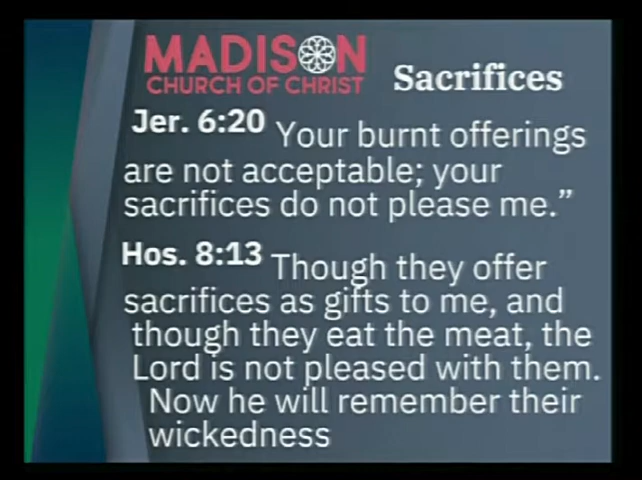 MADISON
CHURCH OF CHRIST
Sacrifices
Jer. 6:20 Your burnt offerings
are not acceptable; your
sacrifices do not please me.”
Hos. 8:13 Though they offer
sacrifices as gifts to me, and
though they eat the meat, the
Lord is not pleased with them.
Now he will remember their
wickedness